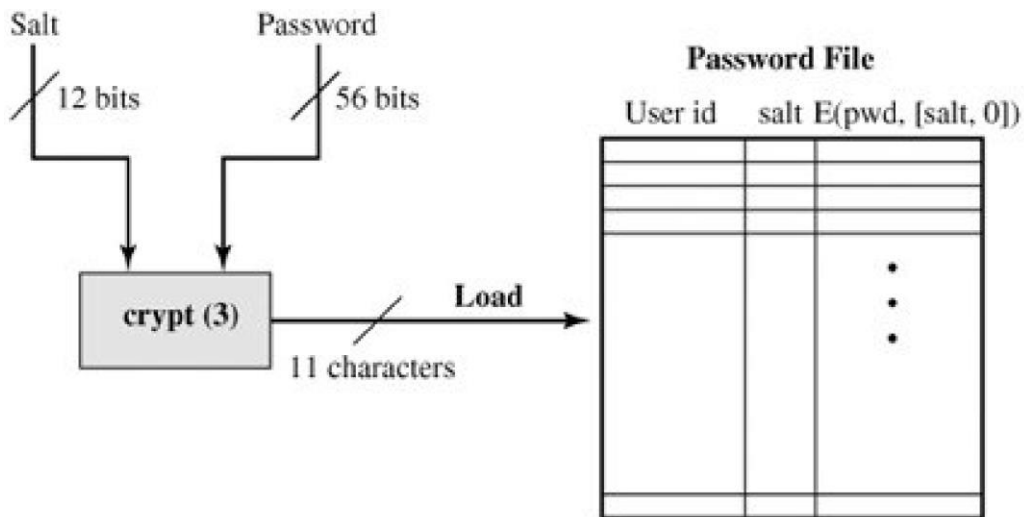 Salt
Password
12 bits
56 bits
Password File
User id salt E(pwd, [salt, 0])
crypt (3)
Load
11 characters